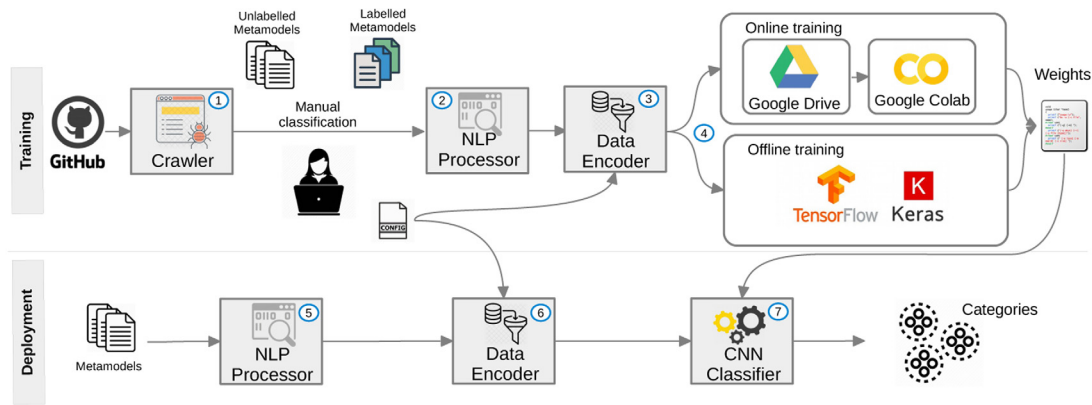 Training
GitHub
1
Crawler
Unlabelled
Metamodels
Labelled
Metamodels
Manual
classification
2
NLP
Processor
3
Data
Encoder
CONFIG
4
Online training
Google Drive
Google Colab
Offline training
TensorFlow
K
Keras
Weights
Deployment
Metamodels
5
NLP
Processor
6
Data
Encoder
7
CNN
Classifier
Categories